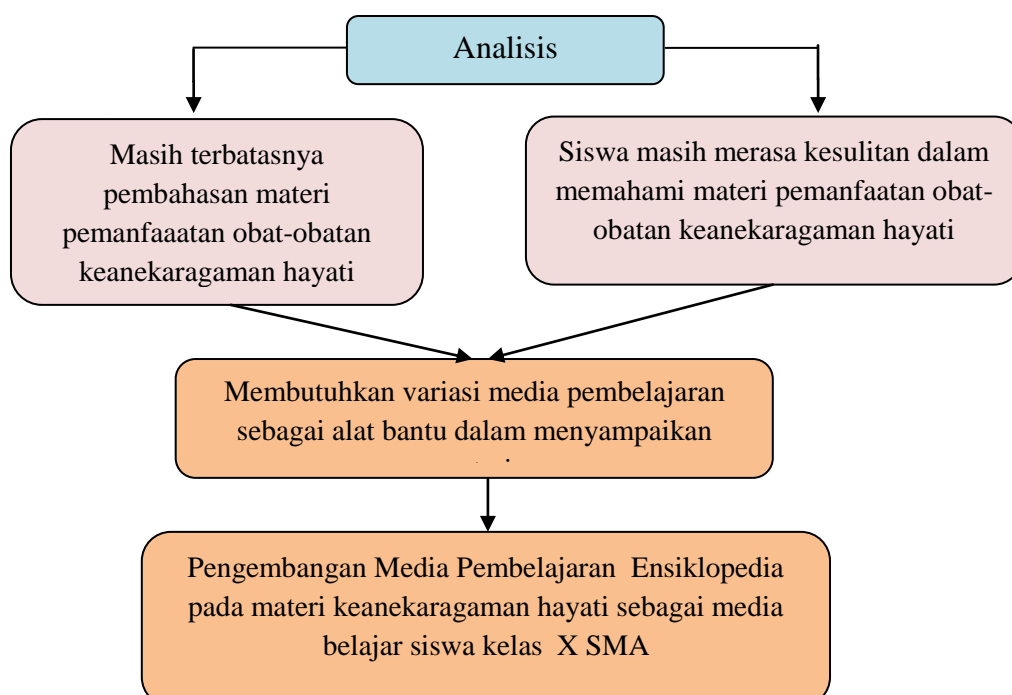 Analisis
Masih terbatasnya
pembahasan materi
pemanfaaatan obat-obatan
keanekaragaman hayati
Siswa masih merasa kesulitan dalam
memahami materi pemanfaatan obat-
obatan keanekaragaman hayati
Membutuhkan variasi media pembelajaran
sebagai alat bantu dalam menyampaikan
Pengembangan Media Pembelajaran  Ensiklopedia
pada materi keanekaragaman hayati sebagai media
belajar siswa kelas  X SMA